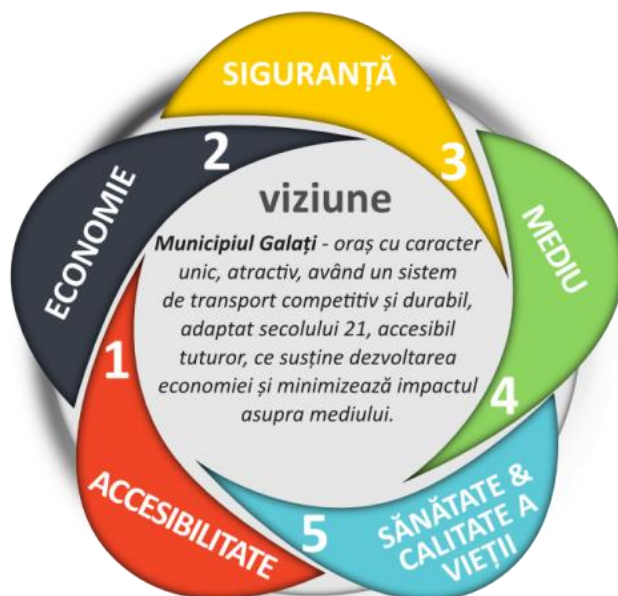 SIGURANȚĂ
2
3
ECONOMIE
MEDIU
viziune
Municipiul Galați - oraș cu caracter
unic, atractiv, având un sistem
de transport competitiv și durabil,
adaptat secolului 21, accesibil
tuturor, ce susține dezvoltarea
economiei și minimizează impactul
asupra mediului.
1
4
ACCESIBILITATE
5
SĂNĂTATE &
CALITATE A
VIEȚII